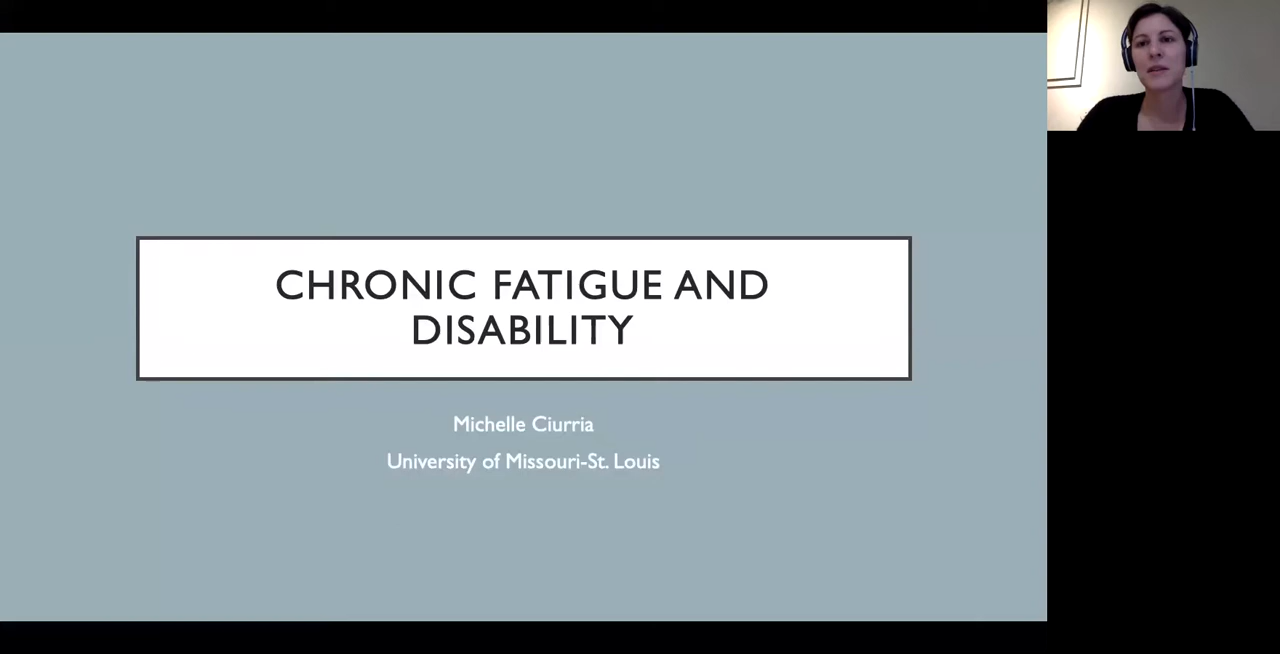 CHRONIC FATIGUE AND
DISABILITY
Michelle Ciurria
University of Missouri-St. Louis